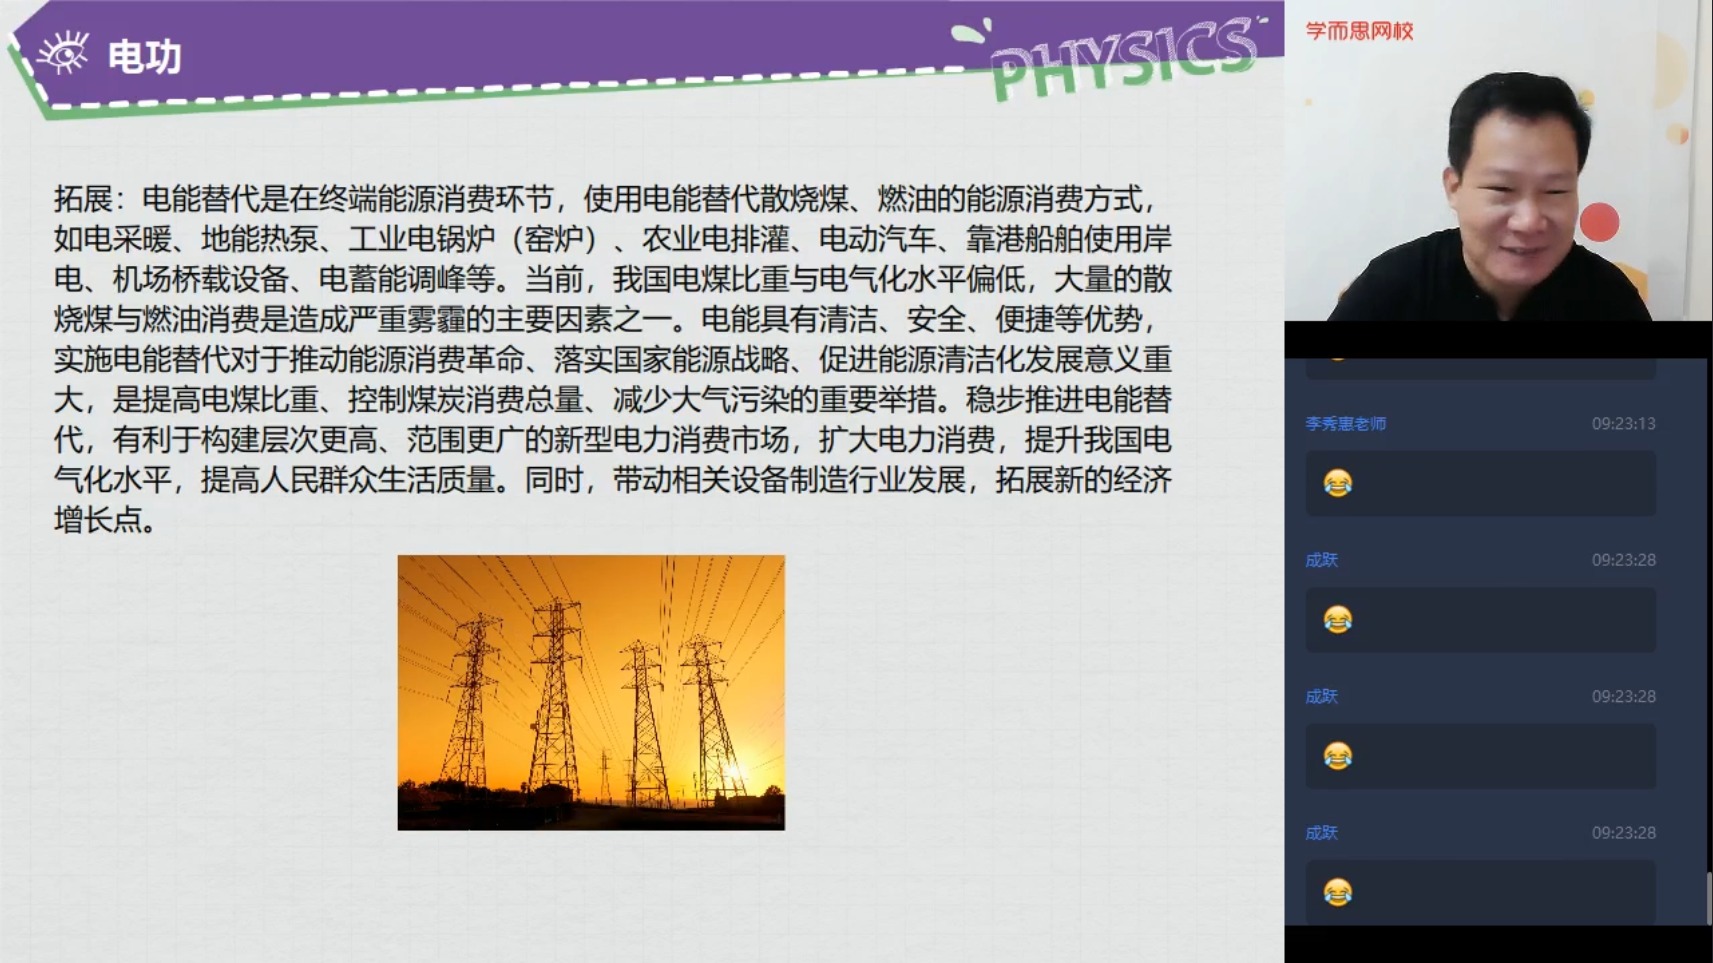 电功
PHYSICS
拓展：电能替代是在终端能源消费环节，使用电能替代散烧煤、燃油的能源消费方式，
如电采暖、地能热泵、工业电锅炉（窑炉）、农业电排灌、电动汽车、靠港船舶使用岸
电、机场桥载设备、电蓄能调峰等。当前，我国电煤比重与电气化水平偏低，大量的散
烧煤与燃油消费是造成严重雾霾的主要因素之一。电能具有清洁、安全、便捷等优势，
实施电能替代对于推动能源消费革命、落实国家能源战略、促进能源清洁化发展意义重
大，是提高电煤比重、控制煤炭消费总量、减少大气污染的重要举措。稳步推进电能替
代，有利于构建层次更高、范围更广的新型电力消费市场，扩大电力消费，提升我国电
气化水平，提高人民群众生活质量。同时，带动相关设备制造行业发展，拓展新的经济
增长点。
学而思网校
李秀惠老师 09:23:13
成跃 09:23:28
成跃 09:23:28
成跃 09:23:28